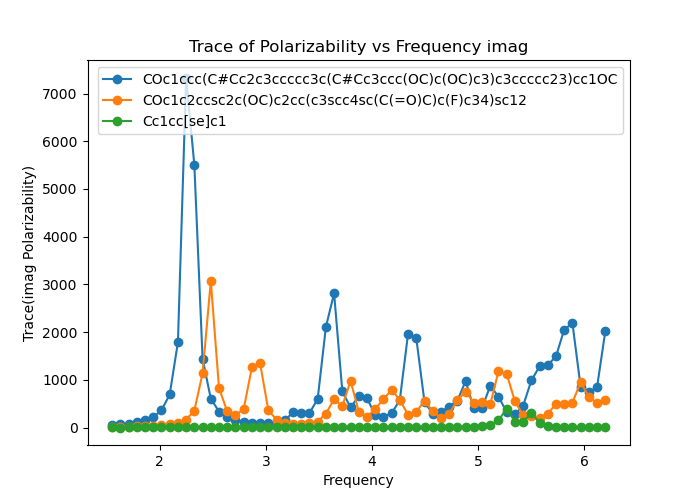 Trace of Polarizability vs Frequency imag
COc1ccc(C#Cc2c3ccccc3c(C#Cc3ccc(OC)c(OC)c3)c3ccccc23)cc1OC
COc1c2ccsc2c(OC)c2cc(c3scc4sc(C(=O)C)c(F)c34)sc12
Cc1cc[se]c1
Trace(imag Polarizability)
7000
6000
5000
4000
3000
2000
1000
0
2 3 4 5 6
Frequency